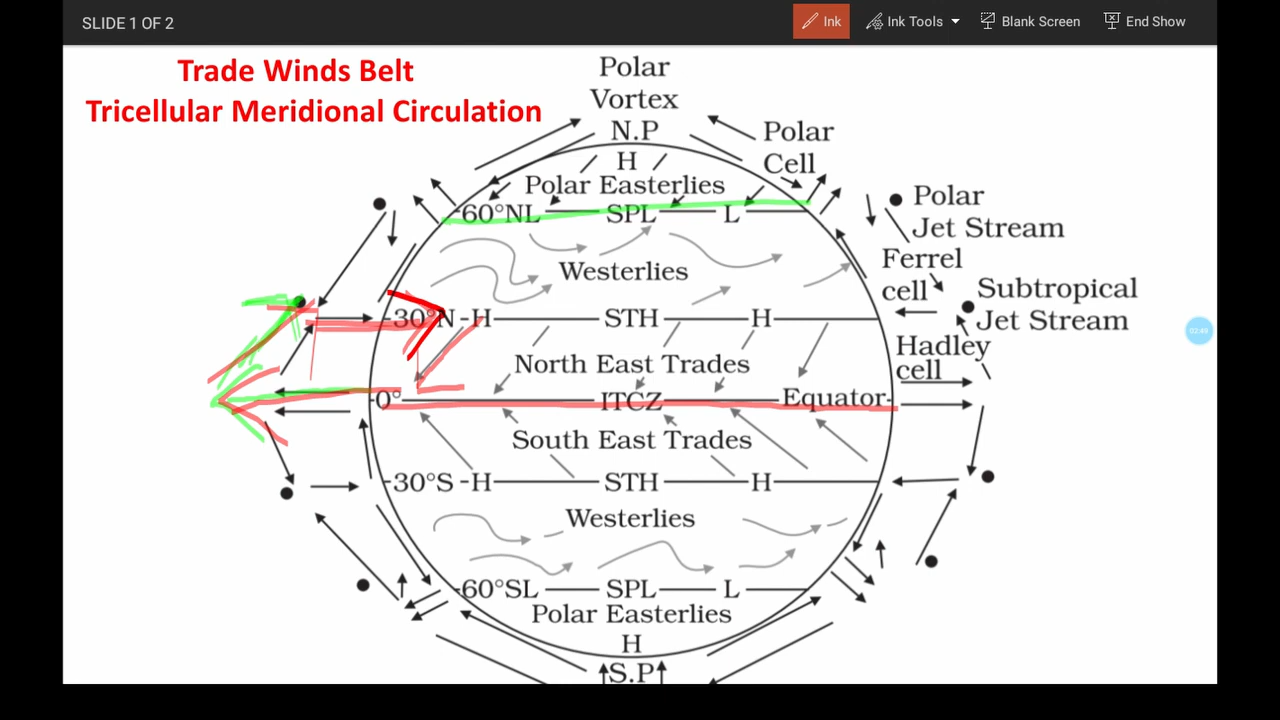 SLIDE 1 OF 2
Ink
Ink Tools
Blank Screen
End Show
Trade Winds Belt
Tricellular Meridional Circulation
Polar
Vortex
N.P
Polar
Cell
H
Polar Easterlies
60°NL SPL L
Polar
Jet Stream
Westerlies
Ferrel
cell
Subtropical
Jet Stream
30°N-H STH H
North East Trades
Hadley
cell
0° ITCZ Equator
South East Trades
30°S-H STH H
Westerlies
60°SL SPL L
Polar Easterlies
H
S.P
02:49